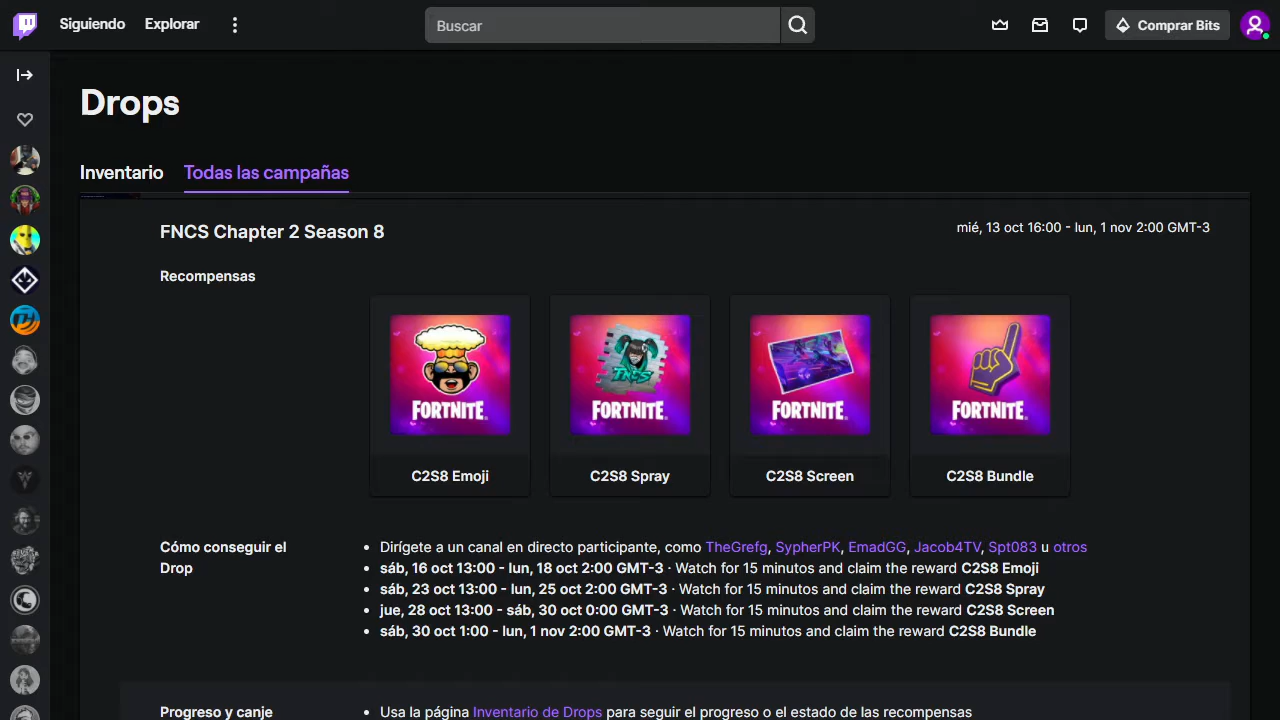 Siguiendo Explorar Buscar Comprar Bits
Drops
Inventario Todas las campañas
FNCS Chapter 2 Season 8 mié, 13 oct 16:00 - lun, 1 nov 2:00 GMT-3
Recompensas
FORTNITE FORTNITE FORTNITE FORTNITE
C2S8 Emoji C2S8 Spray C2S8 Screen C2S8 Bundle
Cómo conseguir el Drop
Dirígete a un canal en directo participante, como TheGrefg, SypherPK, EmadGG, Jacob4TV, Spt083 u otros
sáb, 16 oct 13:00 - lun, 18 oct 2:00 GMT-3 · Watch for 15 minutos and claim the reward C2S8 Emoji
sáb, 23 oct 13:00 - lun, 25 oct 2:00 GMT-3 · Watch for 15 minutos and claim the reward C2S8 Spray
jue, 28 oct 13:00 - sáb, 30 oct 0:00 GMT-3 · Watch for 15 minutos and claim the reward C2S8 Screen
sáb, 30 oct 1:00 - lun, 1 nov 2:00 GMT-3 · Watch for 15 minutos and claim the reward C2S8 Bundle
Progreso y canje
Usa la página Inventario de Drops para seguir el progreso o el estado de las recompensas